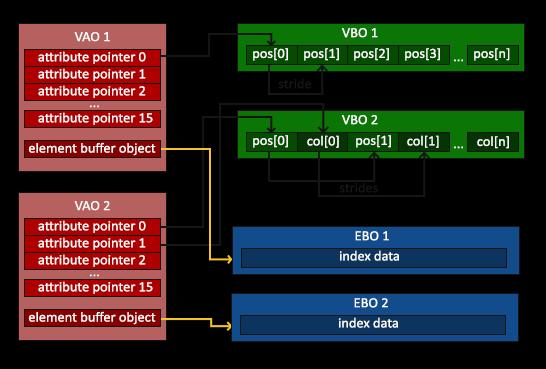 VAO 1
attribute pointer 0
attribute pointer 1
attribute pointer 2
...
attribute pointer 15
element buffer object
VAO 2
attribute pointer 0
attribute pointer 1
attribute pointer 2
...
attribute pointer 15
element buffer object
VBO 1
pos[0] pos[1] pos[2] pos[3] ... pos[n]
stride
VBO 2
pos[0] col[0] pos[1] col[1] ... col[n]
strides
EBO 1
index data
EBO 2
index data